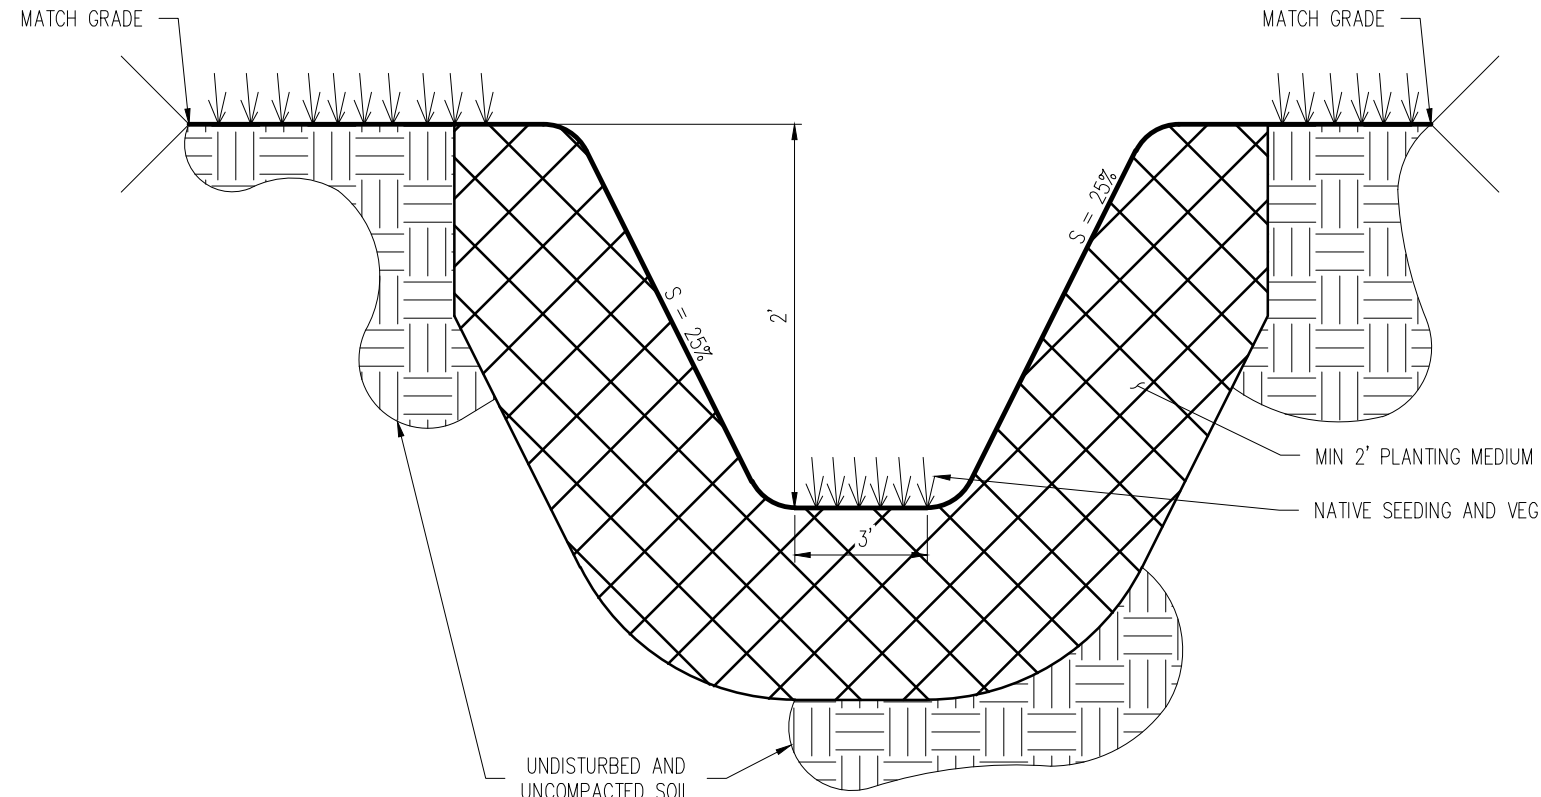 MATCH GRADE
MATCH GRADE
S = 25%
2'
S = 25%
3'
MIN 2' PLANTING MEDIUM
NATIVE SEEDING AND VEG
UNDISTURBED AND
UNCOMPACTED SOIL